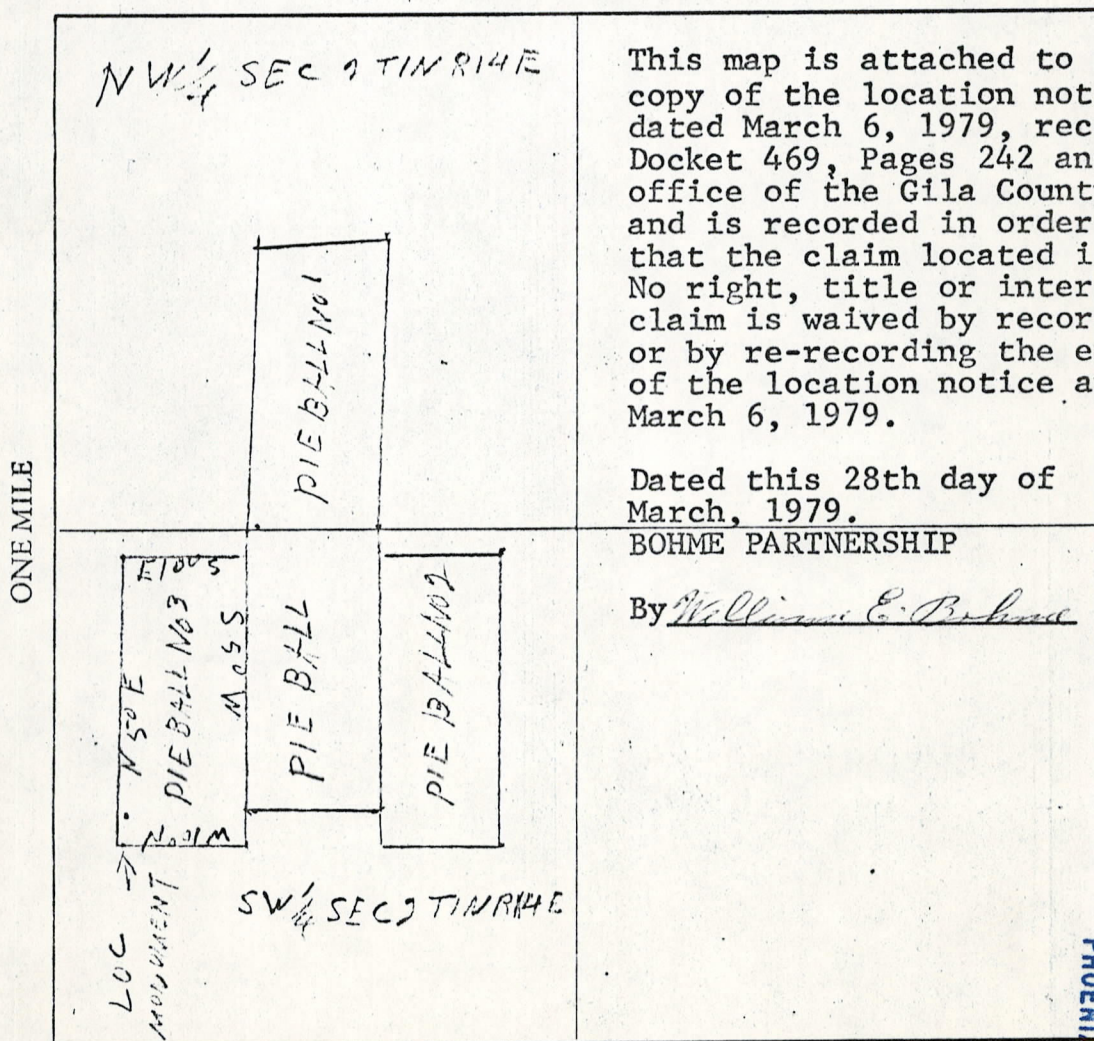 NW¼ SEC 2 T1N R14E
PIE BALL NO 1
ONE MILE
PIE BALL NO 3
N 5° E
S 5° W
PIE BALL
PIE BALL NO 2
LOC →
MONUMENT
SW¼ SEC 2 T1N R14E
This map is attached to
copy of the location not
dated March 6, 1979, rec
Docket 469, Pages 242 an
office of the Gila Count
and is recorded in order
that the claim located i
No right, title or inter
claim is waived by recor
or by re-recording the e
of the location notice a
March 6, 1979.
Dated this 28th day of
March, 1979.
BOHME PARTNERSHIP
By William E. Bohme
PHOENIX